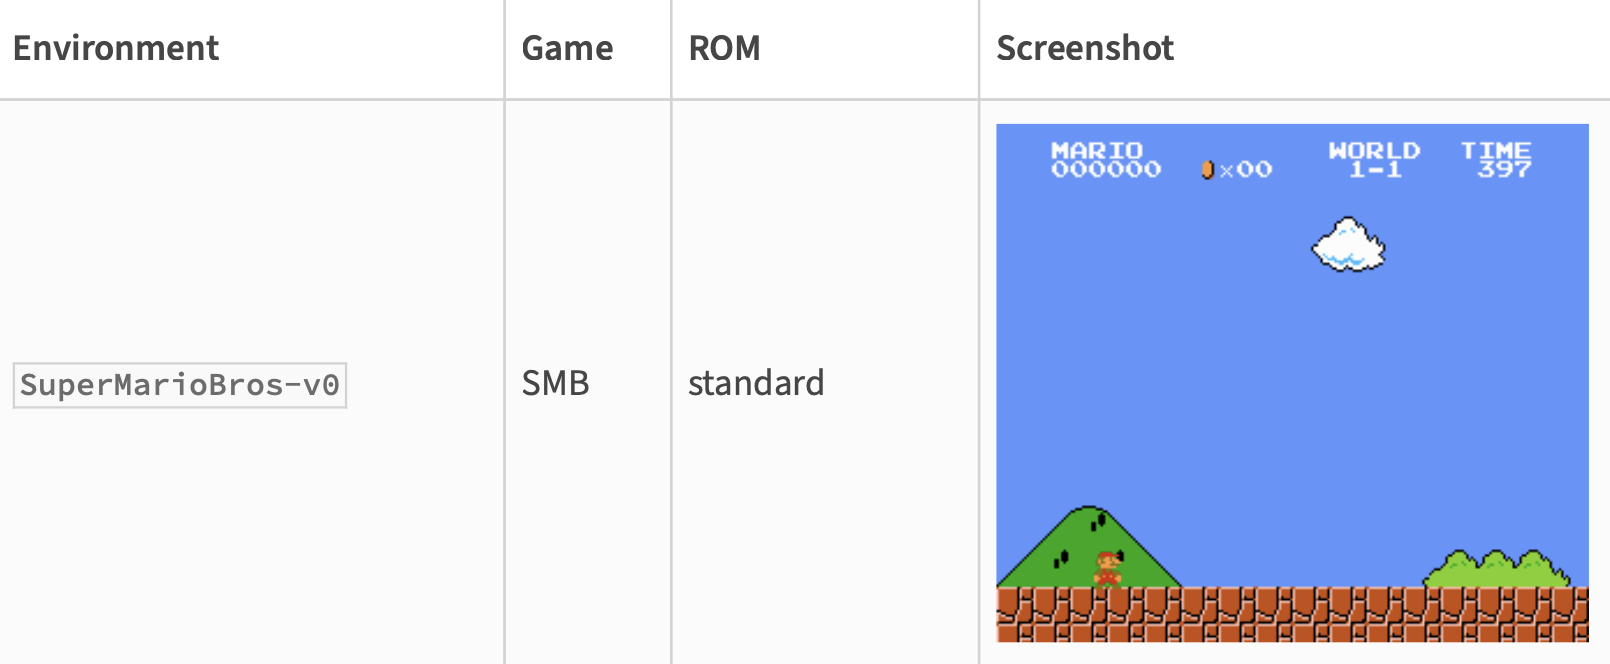 Environment Game ROM Screenshot
MARIO WORLD TIME
000000 ×00 1-1 397
SuperMarioBros-v0 SMB standard